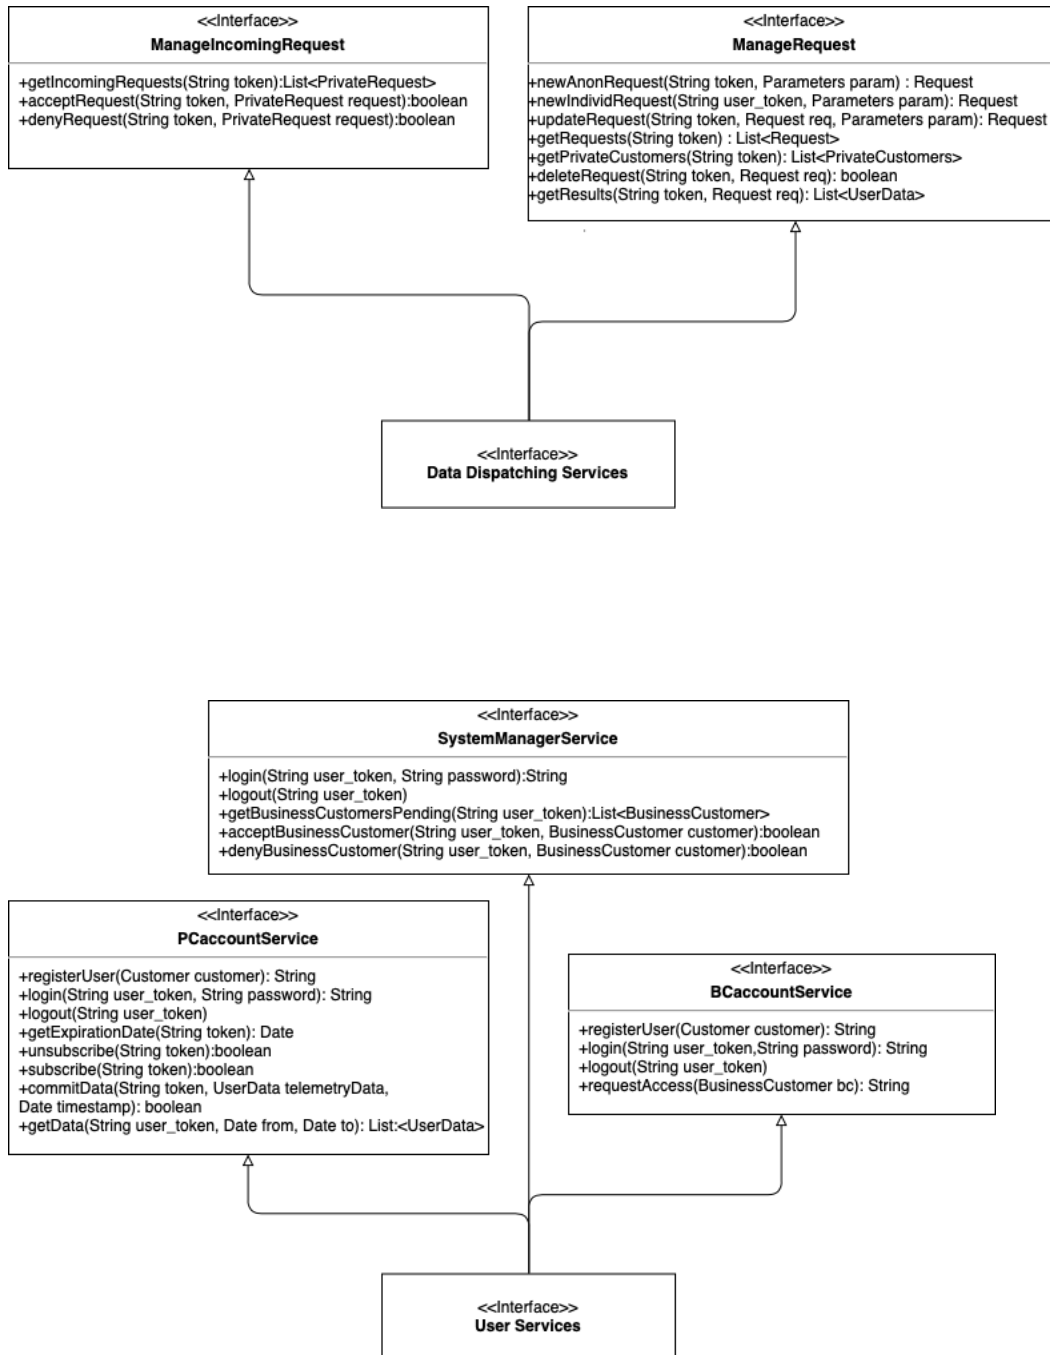 <<Interface>>
ManageIncomingRequest
+getIncomingRequests(String token):List<PrivateRequest>
+acceptRequest(String token, PrivateRequest request):boolean
+denyRequest(String token, PrivateRequest request):boolean
<<Interface>>
ManageRequest
+newAnonRequest(String token, Parameters param) : Request
+newIndividRequest(String user_token, Parameters param): Request
+updateRequest(String token, Request req, Parameters param): Request
+getRequests(String token) : List<Request>
+getPrivateCustomers(String token): List<PrivateCustomers>
+deleteRequest(String token, Request req): boolean
+getResults(String token, Request req): List<UserData>
<<Interface>>
Data Dispatching Services
<<Interface>>
SystemManagerService
+login(String user_token, String password):String
+logout(String user_token)
+getBusinessCustomersPending(String user_token):List<BusinessCustomer>
+acceptBusinessCustomer(String user_token, BusinessCustomer customer):boolean
+denyBusinessCustomer(String user_token, BusinessCustomer customer):boolean
<<Interface>>
PCaccountService
+registerUser(Customer customer): String
+login(String user_token, String password): String
+logout(String user_token)
+getExpirationDate(String token): Date
+unsubscribe(String token):boolean
+subscribe(String token):boolean
+commitData(String token, UserData telemetryData,
Date timestamp): boolean
+getData(String user_token, Date from, Date to): List:<UserData>
<<Interface>>
BCaccountService
+registerUser(Customer customer): String
+login(String user_token,String password): String
+logout(String user_token)
+requestAccess(BusinessCustomer bc): String
<<Interface>>
User Services